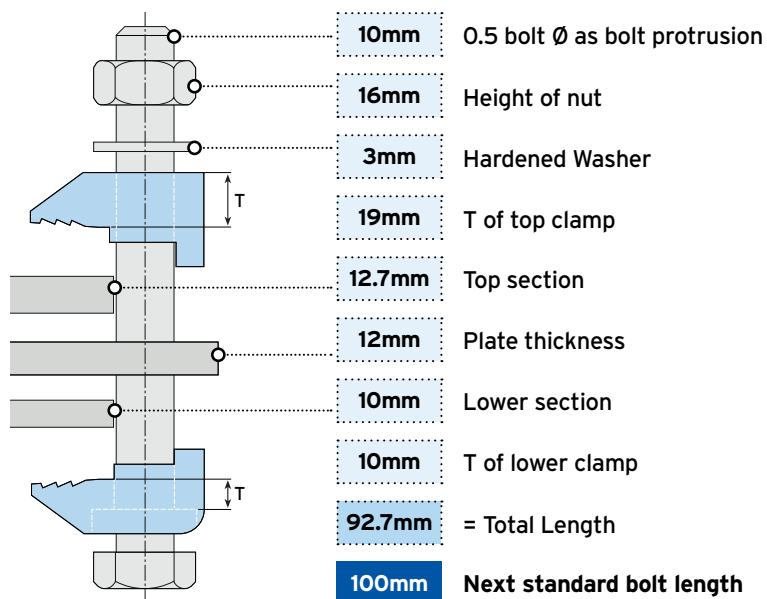 10mm 0.5 bolt Ø as bolt protrusion
16mm Height of nut
3mm Hardened Washer
T
19mm T of top clamp
12.7mm Top section
12mm Plate thickness
10mm Lower section
10mm T of lower clamp
T
92.7mm = Total Length
100mm Next standard bolt length